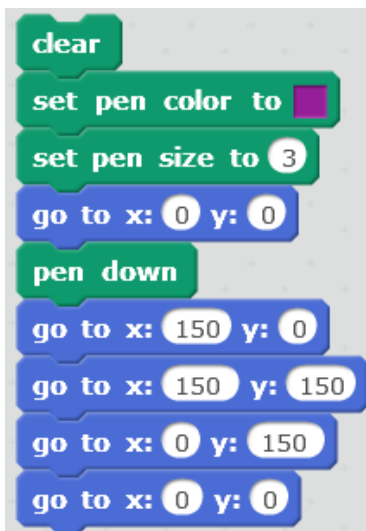 clear
set pen color to
set pen size to 3
go to x: 0 y: 0
pen down
go to x: 150 y: 0
go to x: 150 y: 150
go to x: 0 y: 150
go to x: 0 y: 0